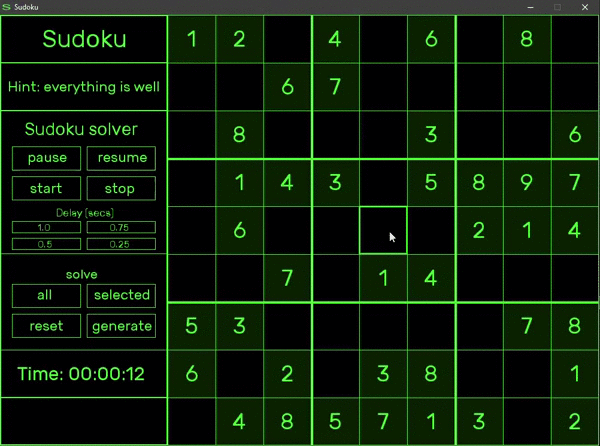 Sudoku
Sudoku
Hint: everything is well
Sudoku solver
pause resume
start stop
Delay [secs]
1.0 0.75
0.5 0.25
solve
all selected
reset generate
Time: 00:00:12
1 2 4 6 8
6 7
8 3 6
1 4 3 5 8 9 7
6 2 1 4
7 1 4
5 3 7 8
6 2 3 8 1
4 8 5 7 1 3 2